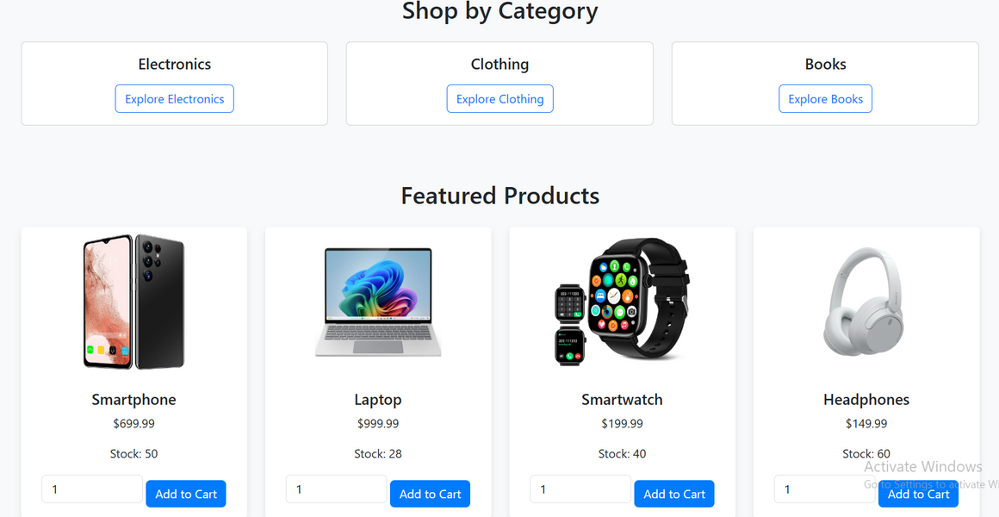 Shop by Category
Electronics
Clothing
Books
Explore Electronics
Explore Clothing
Explore Books
Featured Products
Smartphone
Laptop
Smartwatch
Headphones
$699.99
$999.99
$199.99
$149.99
Stock: 50
Stock: 28
Stock: 40
Stock: 60
Activate Windows
Go to Settings to activate Wi
1
Add to Cart
1
Add to Cart
1
Add to Cart
1
Add to Cart